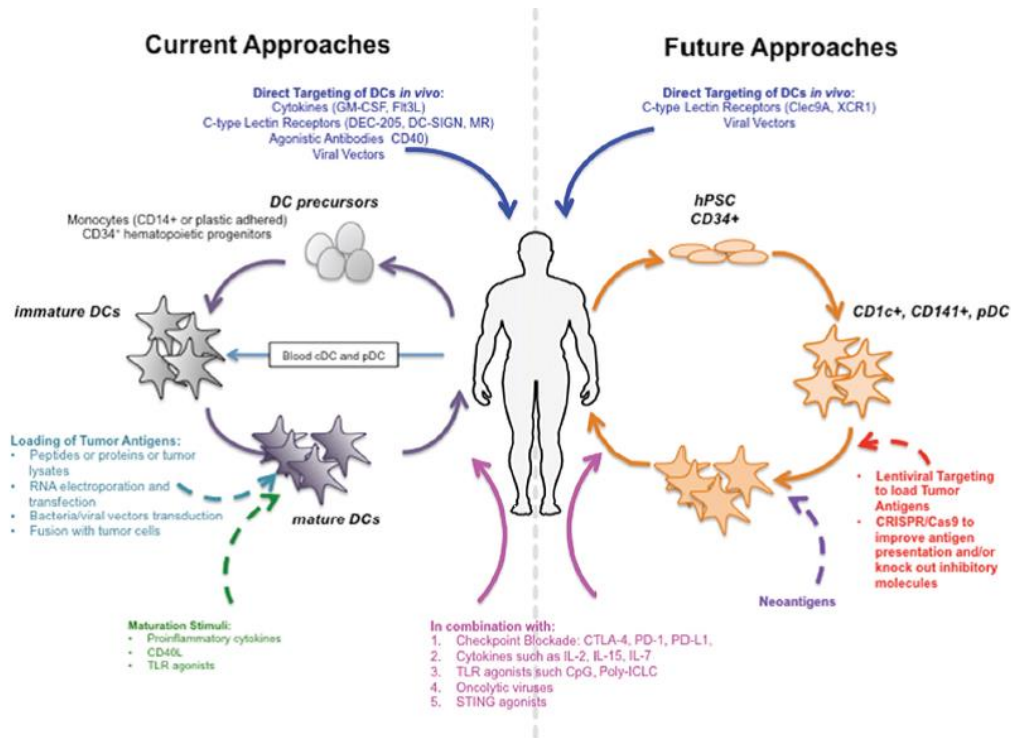 Current Approaches
Future Approaches
Direct Targeting of DCs in vivo:
Cytokines (GM-CSF, Flt3L)
C-type Lectin Receptors (DEC-205, DC-SIGN, MR)
Agonistic Antibodies CD40)
Viral Vectors
Direct Targeting of DCs in vivo:
C-type Lectin Receptors (Clec9A, XCR1)
Viral Vectors
DC precursors
Monocytes (CD14+ or plastic adhered)
CD34+ hematopoietic progenitors
hPSC
CD34+
immature DCs
CD1c+, CD141+, pDC
Blood cDC and pDC
Loading of Tumor Antigens:
• Peptides or proteins or tumor
lysates
• RNA electroporation and
transfection
• Bacteria/viral vectors transduction
• Fusion with tumor cells
mature DCs
• Lentiviral Targeting
to load Tumor
Antigens
• CRISPR/Cas9 to
improve antigen
presentation and/or
knock out inhibitory
molecules
Neoantigens
Maturation Stimuli:
• Proinflammatory cytokines
• CD40L
• TLR agonists
In combination with:
1. Checkpoint Blockade: CTLA-4, PD-1, PD-L1,
2. Cytokines such as IL-2, IL-15, IL-7
3. TLR agonists such CpG, Poly-ICLC
4. Oncolytic viruses
5. STING agonists